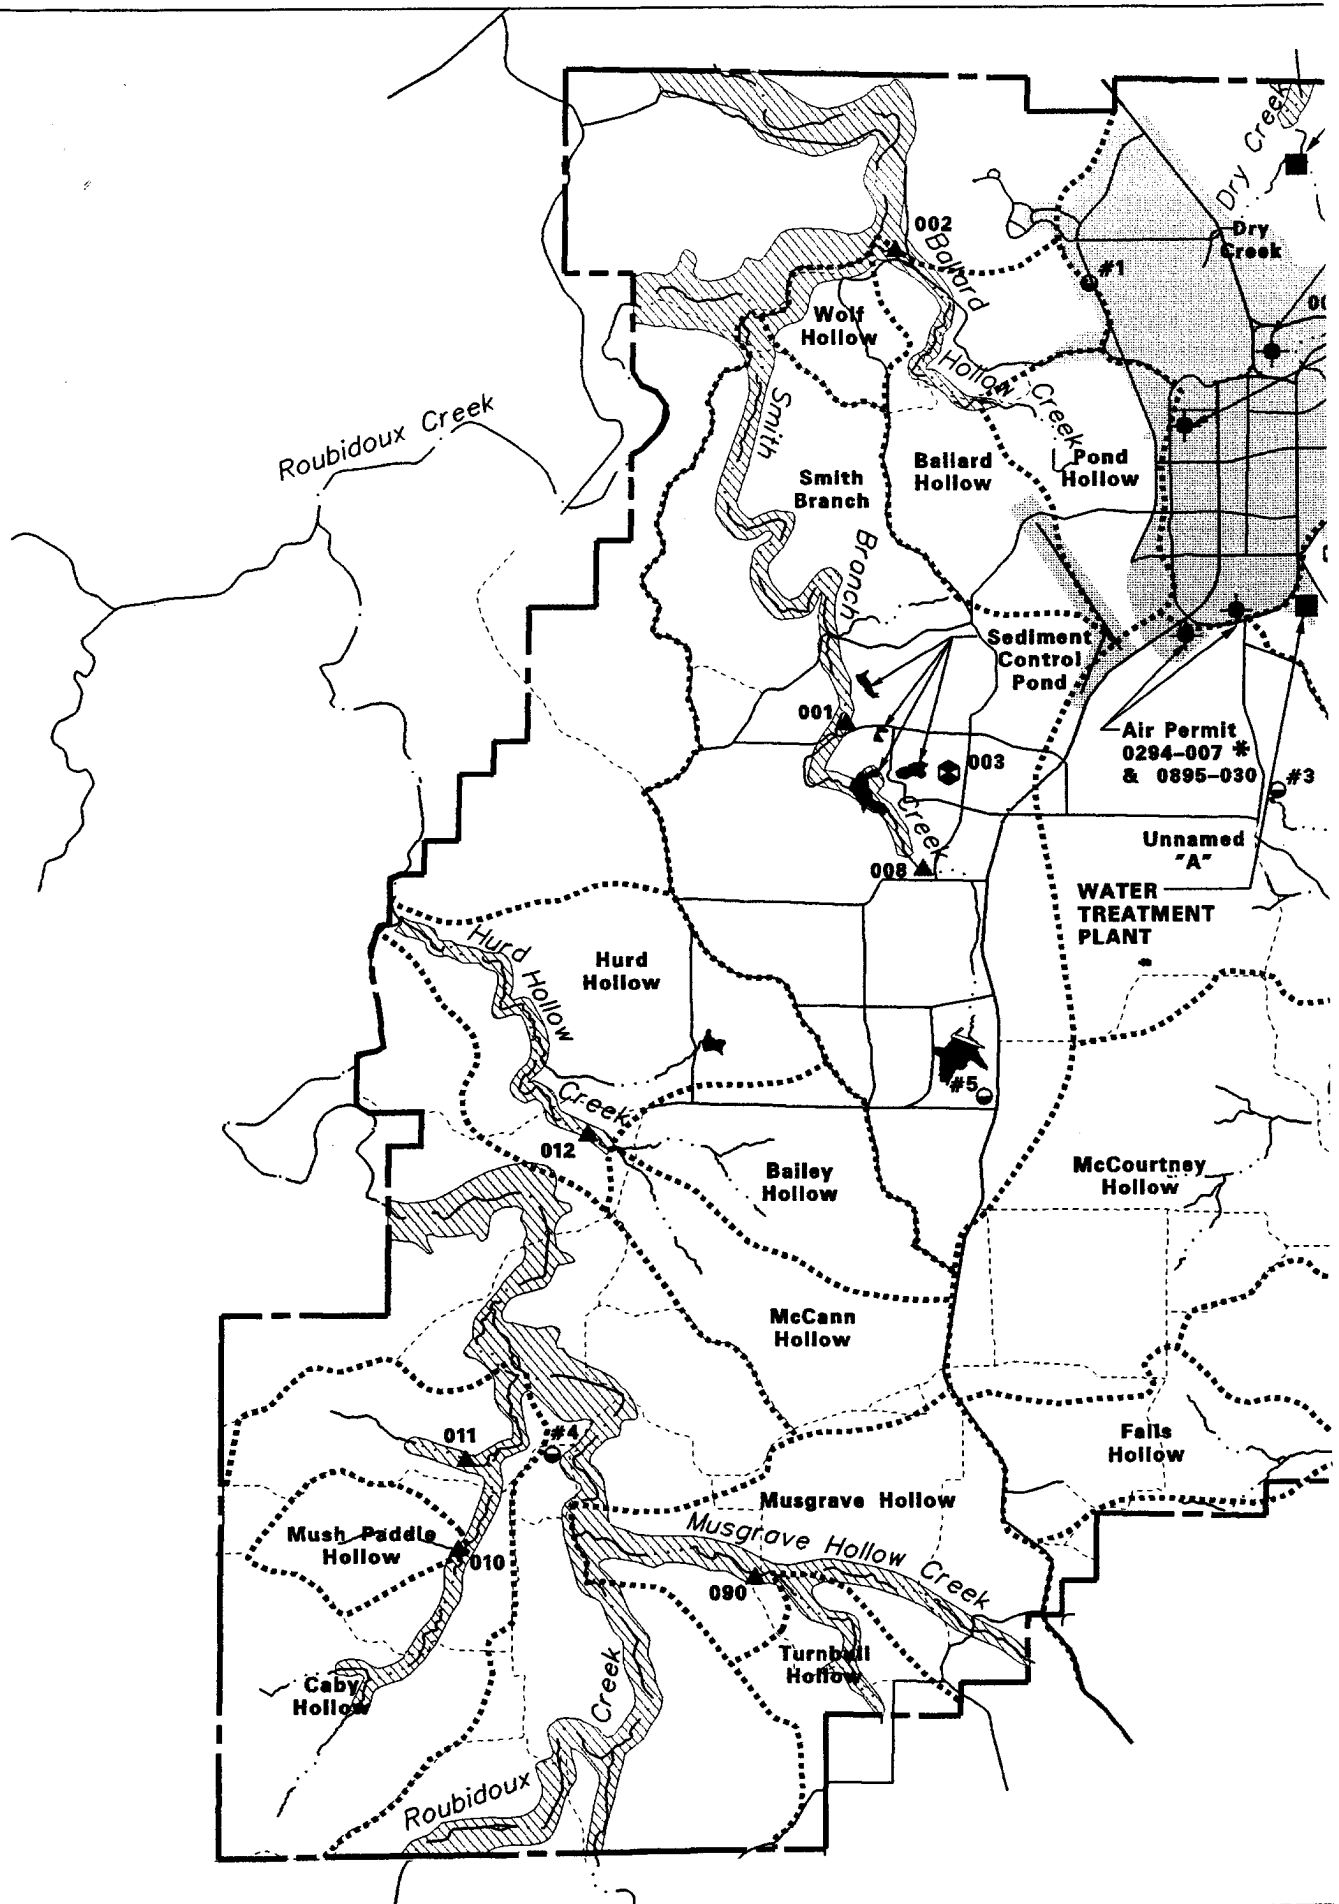 Dry Creek
002
Ballard
Hollow
Creek
Dry
Creek
#1
00
Wolf
Hollow
Roubidoux Creek
Smith
Branch
Creek
Smith
Branch
Ballard
Hollow
Pond
Hollow
Sediment
Control
Pond
001
003
Air Permit
0294-007 *
& 0895-030
#3
Unnamed
"A"
008
WATER
TREATMENT
PLANT
Hurd
Hollow
Creek
Hurd
Hollow
#5
012
Bailey
Hollow
McCourtney
Hollow
McCann
Hollow
011
#4
Falls
Hollow
Musgrave Hollow
Musgrave Hollow Creek
Mush Paddle
Hollow
010
090
Turnbull
Hollow
Caby
Hollow
Roubidoux
Creek